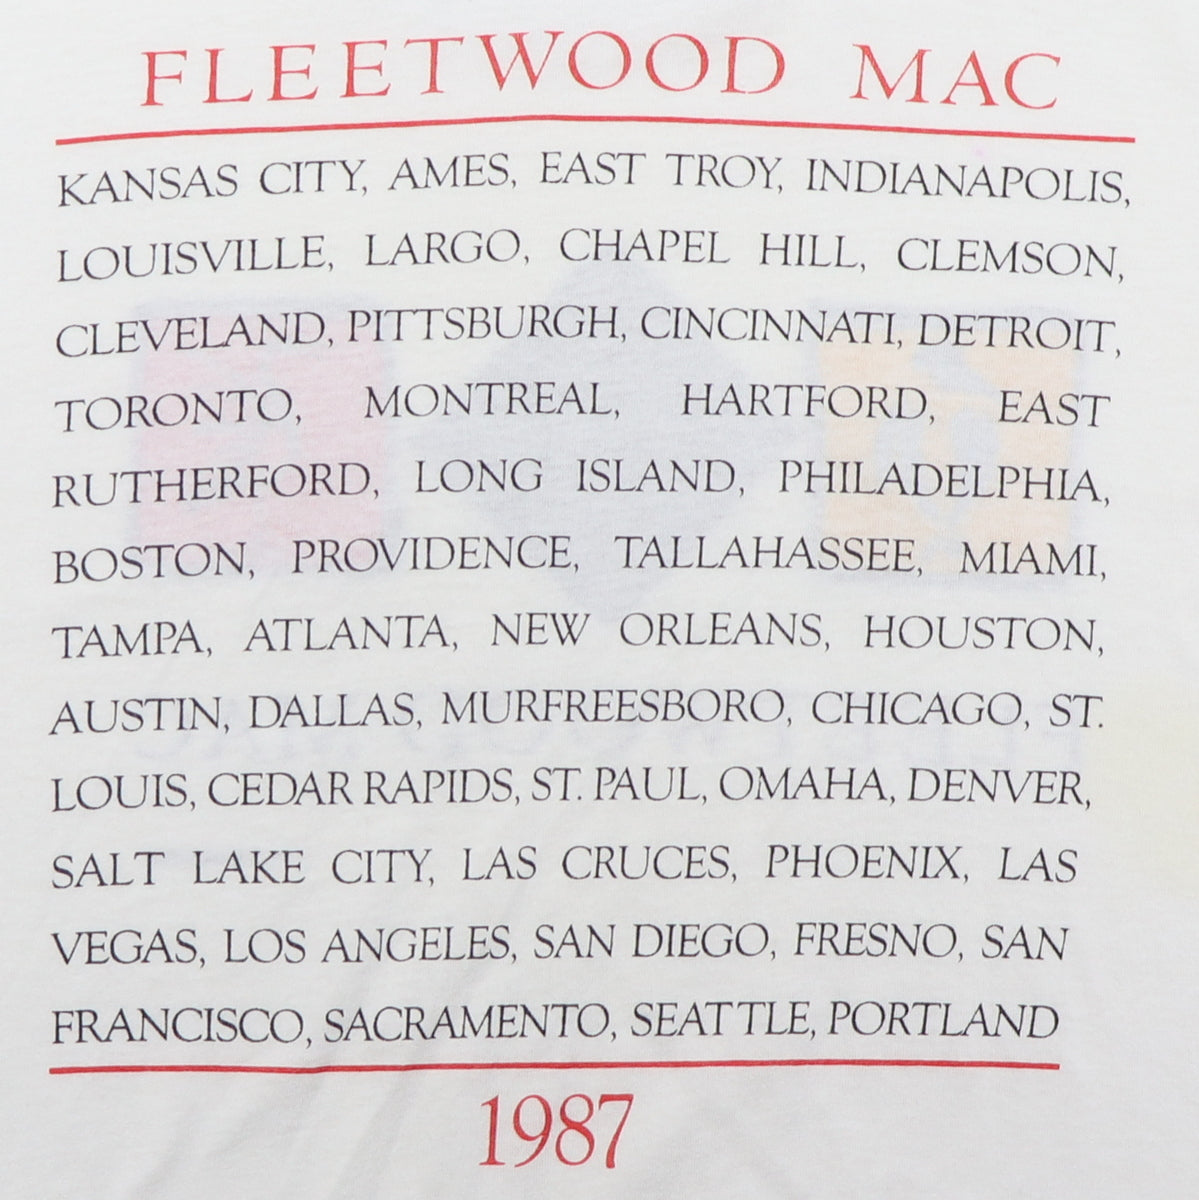 FLEETWOOD MAC
KANSAS CITY, AMES, EAST TROY, INDIANAPOLIS,
LOUISVILLE, LARGO, CHAPEL HILL, CLEMSON,
CLEVELAND, PITTSBURGH, CINCINNATI, DETROIT,
TORONTO, MONTREAL, HARTFORD, EAST
RUTHERFORD, LONG ISLAND, PHILADELPHIA,
BOSTON, PROVIDENCE, TALLAHASSEE, MIAMI,
TAMPA, ATLANTA, NEW ORLEANS, HOUSTON,
AUSTIN, DALLAS, MURFREESBORO, CHICAGO, ST.
LOUIS, CEDAR RAPIDS, ST. PAUL, OMAHA, DENVER,
SALT LAKE CITY, LAS CRUCES, PHOENIX, LAS
VEGAS, LOS ANGELES, SAN DIEGO, FRESNO, SAN
FRANCISCO, SACRAMENTO, SEATTLE, PORTLAND
1987